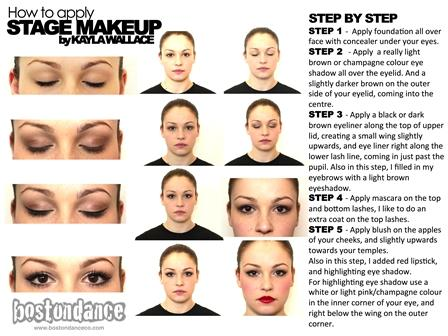 How to apply
STAGE MAKEUP
by KAYLA WALLACE
STEP BY STEP
STEP 1 - Apply foundation all over
face with concealer under your eyes.
STEP 2 - Apply a really light
brown or champagne colour eye
shadow all over the eyelid. And a
slightly darker brown on the outer
side of your eyelid, coming into the
centre.
STEP 3 - Apply a black or dark
brown eyeliner along the top of upper
lid, creating a small wing slightly
upwards, and eye liner right along the
lower lash line, coming in just past the
pupil. Also in this step, I filled in my
eyebrows with a light brown
eyeshadow.
STEP 4 - Apply mascara on the top
and bottom lashes, I like to do an
extra coat on the top lashes.
STEP 5 - Apply blush on the apples
of your cheeks, and slightly upwards
towards your temples.
Also in this step, I added red lipstick,
and highlighting eye shadow.
For highlighting eye shadow use a
white or light pink/champagne colour
in the inner corner of your eye, and
right below the wing on the outer
corner.
bostondance
www.bostondanceco.com